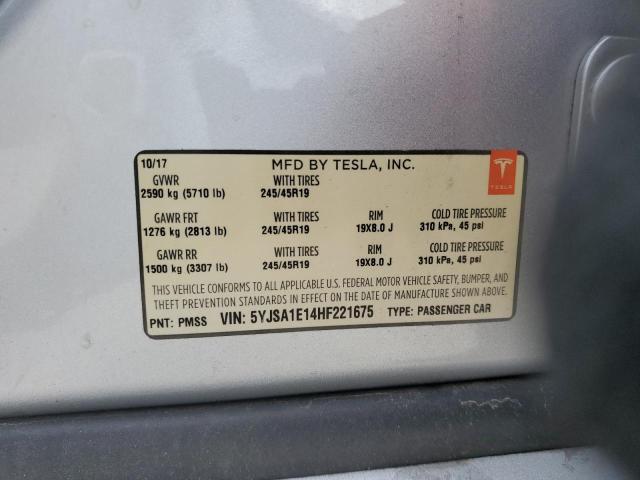 10/17 MFD BY TESLA, INC.
TESLA
GVWR WITH TIRES
2590 kg (5710 lb) 245/45R19
GAWR FRT WITH TIRES RIM COLD TIRE PRESSURE
1276 kg (2813 lb) 245/45R19 19X8.0 J 310 kPa, 45 psi
GAWR RR WITH TIRES RIM COLD TIRE PRESSURE
1500 kg (3307 lb) 245/45R19 19X8.0 J 310 kPa, 45 psi
THIS VEHICLE CONFORMS TO ALL APPLICABLE U.S. FEDERAL MOTOR VEHICLE SAFETY, BUMPER, AND
THEFT PREVENTION STANDARDS IN EFFECT ON THE DATE OF MANUFACTURE SHOWN ABOVE.
PNT: PMSS VIN: 5YJSA1E14HF221675 TYPE: PASSENGER CAR